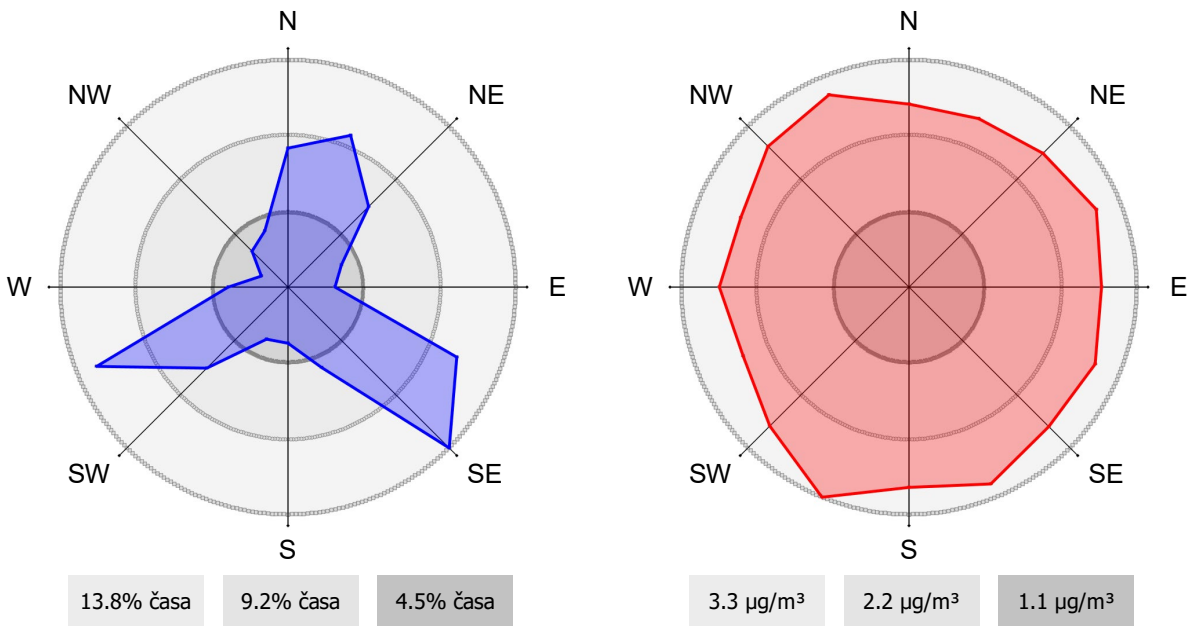 N
N
NW
NE
NW
NE
W
E
W
E
SW
SE
SW
SE
S
S
13.8% časa
9.2% časa
4.5% časa
3.3 µg/m³
2.2 µg/m³
1.1 µg/m³